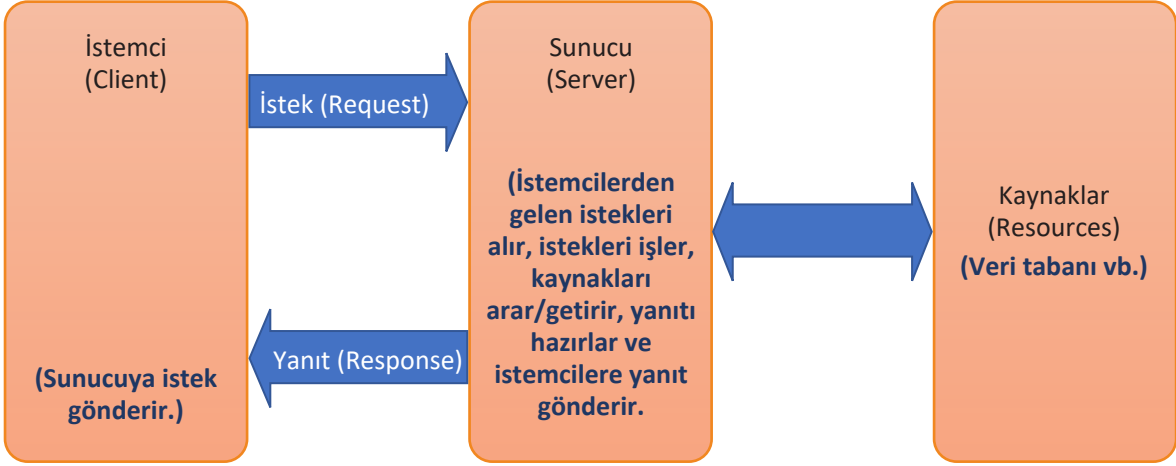 İstemci
(Client)
(Sunucuya istek
gönderir.)
İstek (Request)
Yanıt (Response)
Sunucu
(Server)
(İstemcilerden
gelen istekleri
alır, istekleri işler,
kaynakları
arar/getirir, yanıtı
hazırlar ve
istemcilere yanıt
gönderir.
Kaynaklar
(Resources)
(Veri tabanı vb.)